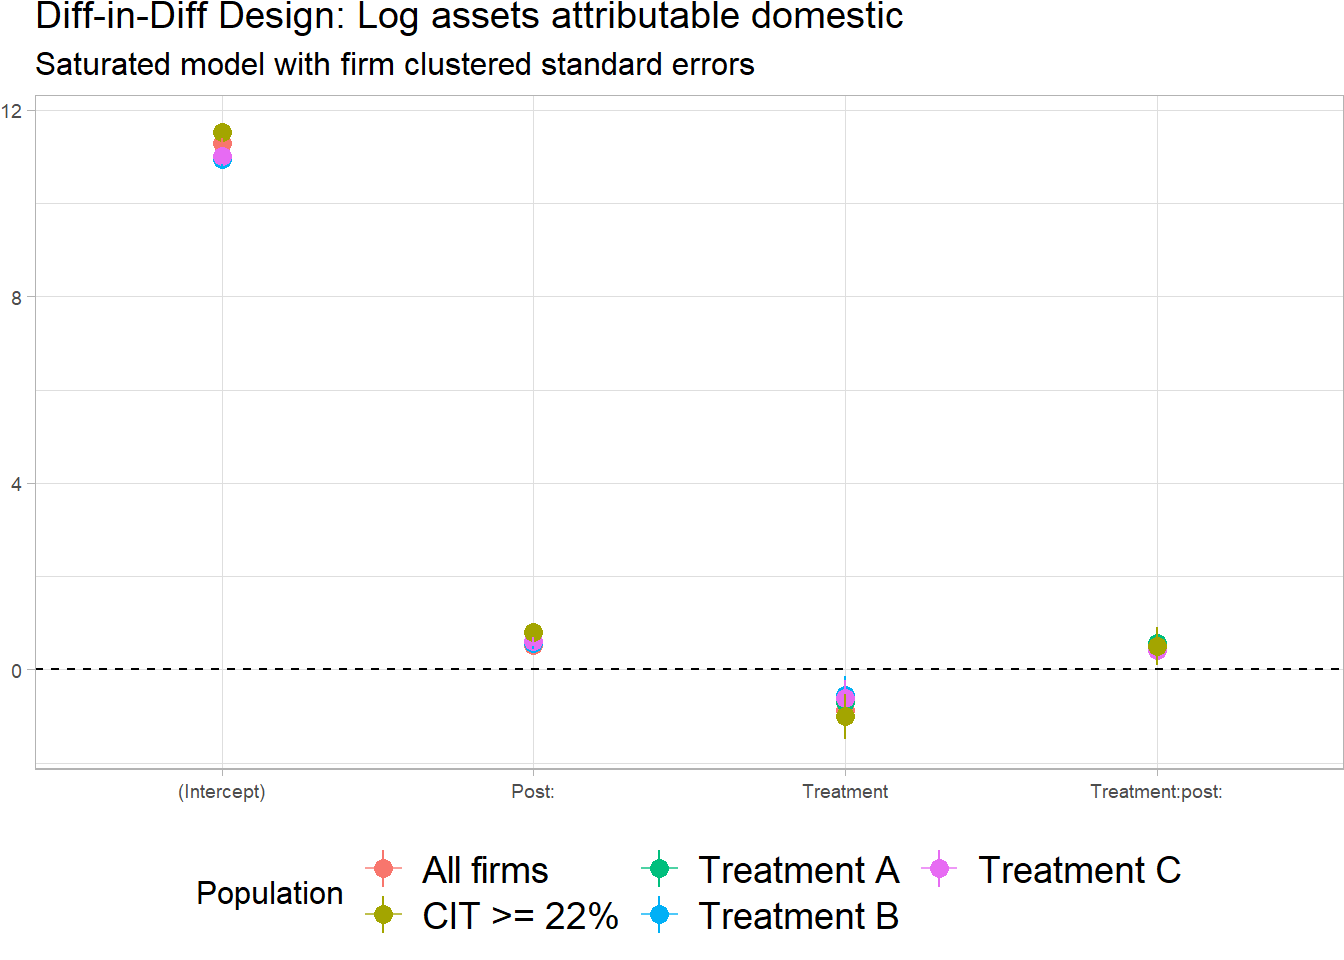 Diff-in-Diff Design: Log assets attributable domestic
Saturated model with firm clustered standard errors
12
8
4
0
(Intercept) Post: Treatment Treatment:post:
Population
All firms Treatment A Treatment C
CIT >= 22% Treatment B